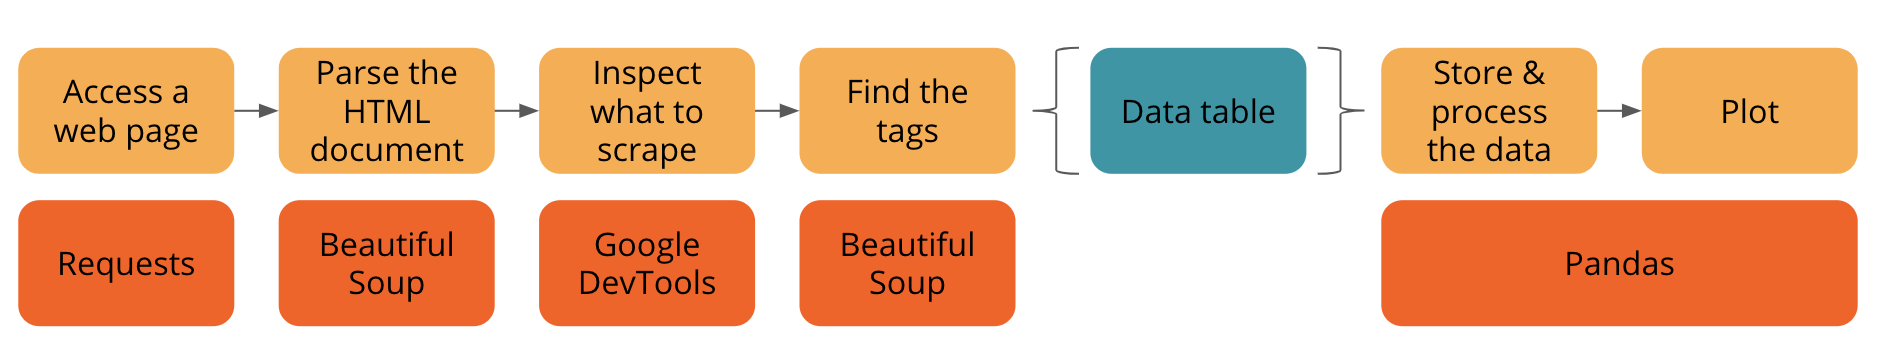 Access a
web page
Parse the
HTML
document
Inspect
what to
scrape
Find the
tags
Data table
Store &
process
the data
Plot
Requests
Beautiful
Soup
Google
DevTools
Beautiful
Soup
Pandas